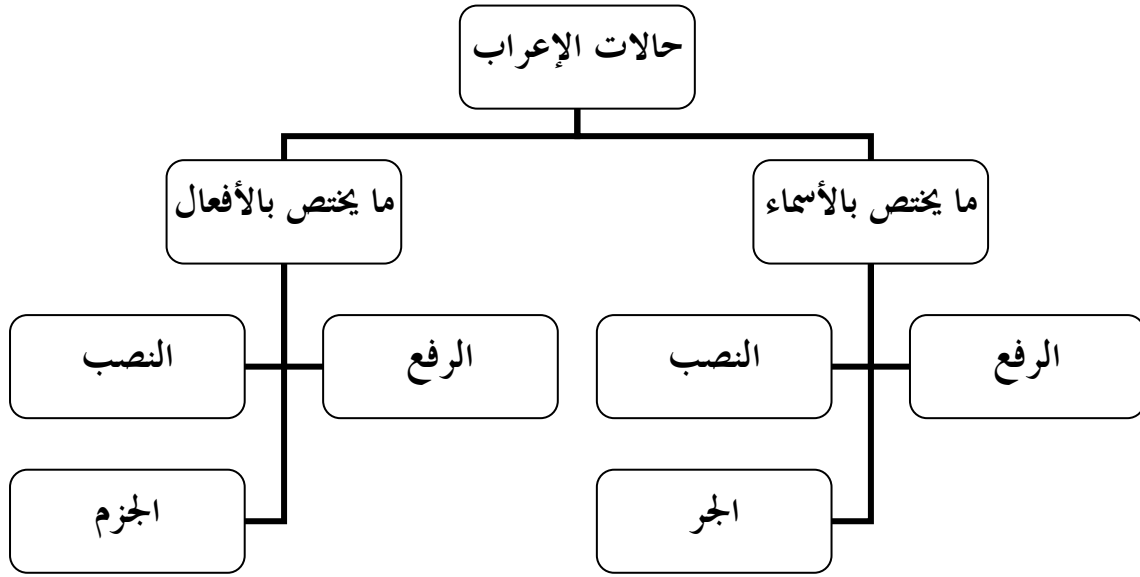 حالات الإعراب
ما يختص بالأسماء
ما يختص بالأفعال
الرفع
النصب
الرفع
النصب
الجر
الجزم